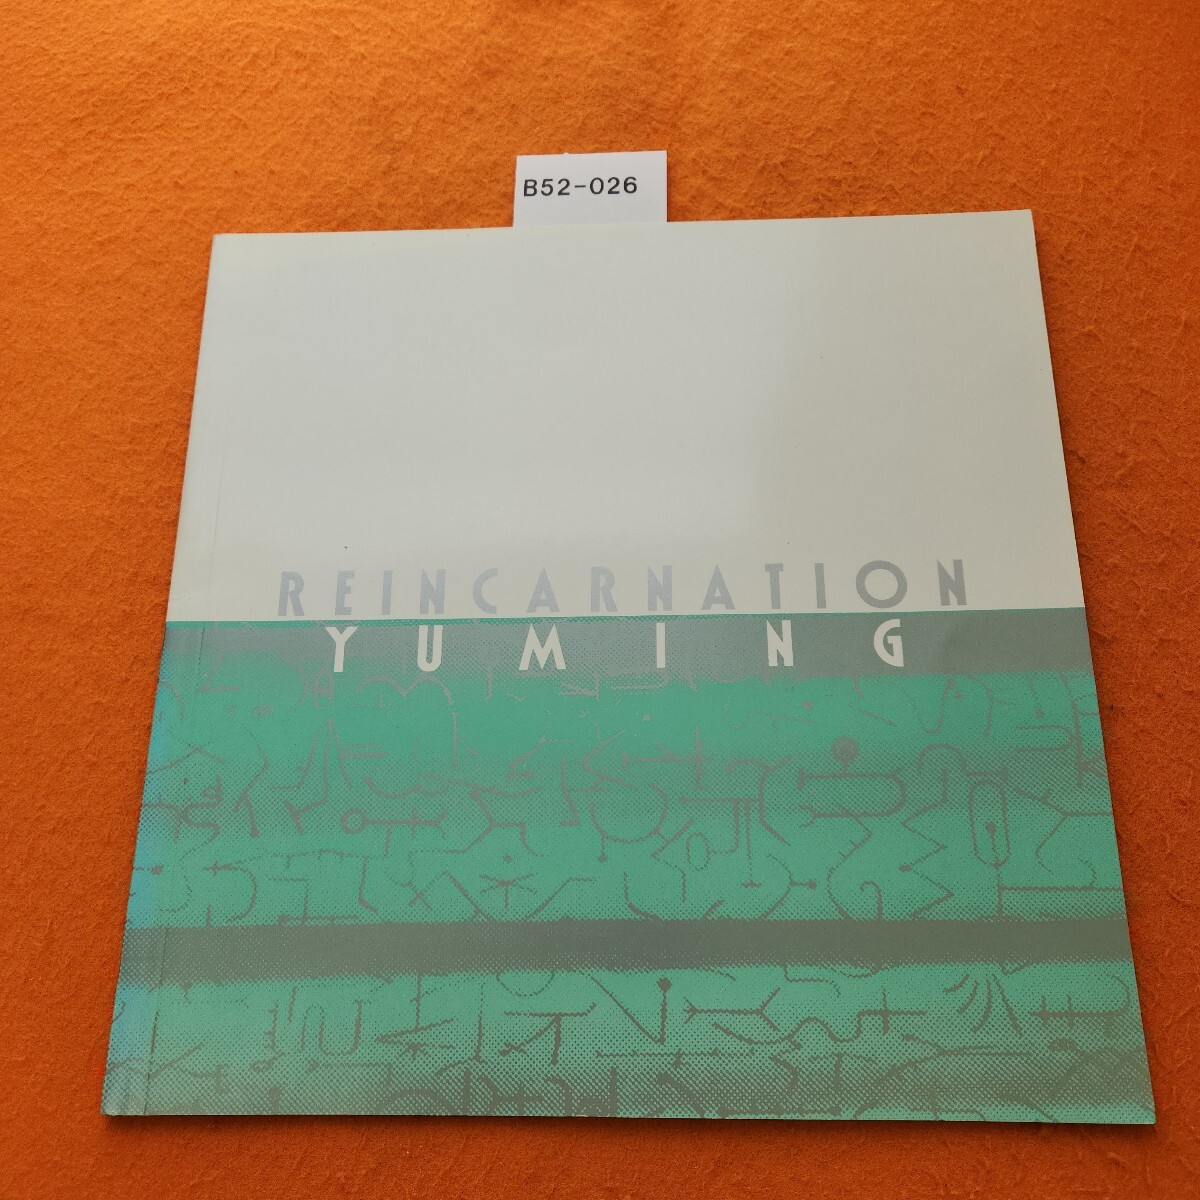 B52-026
REINCARNATION
YUMING